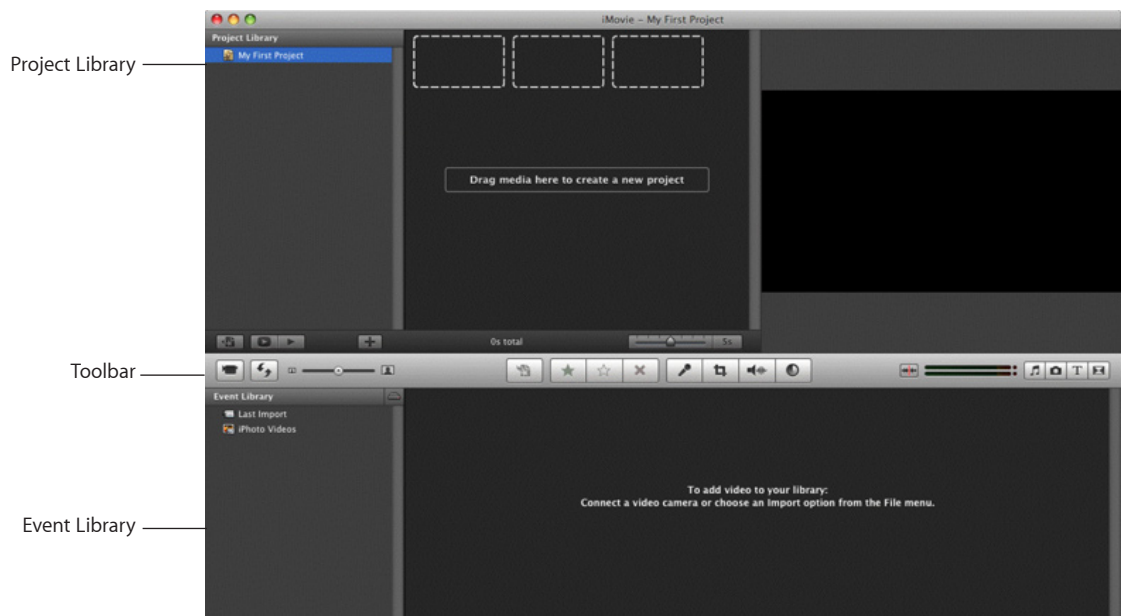 iMovie – My First Project
Project Library
My First Project
Project Library
Drag media here to create a new project
0s total
5s
Toolbar
T
Event Library
Last Import
iPhoto Videos
To add video to your library:
Connect a video camera or choose an Import option from the File menu.
Event Library